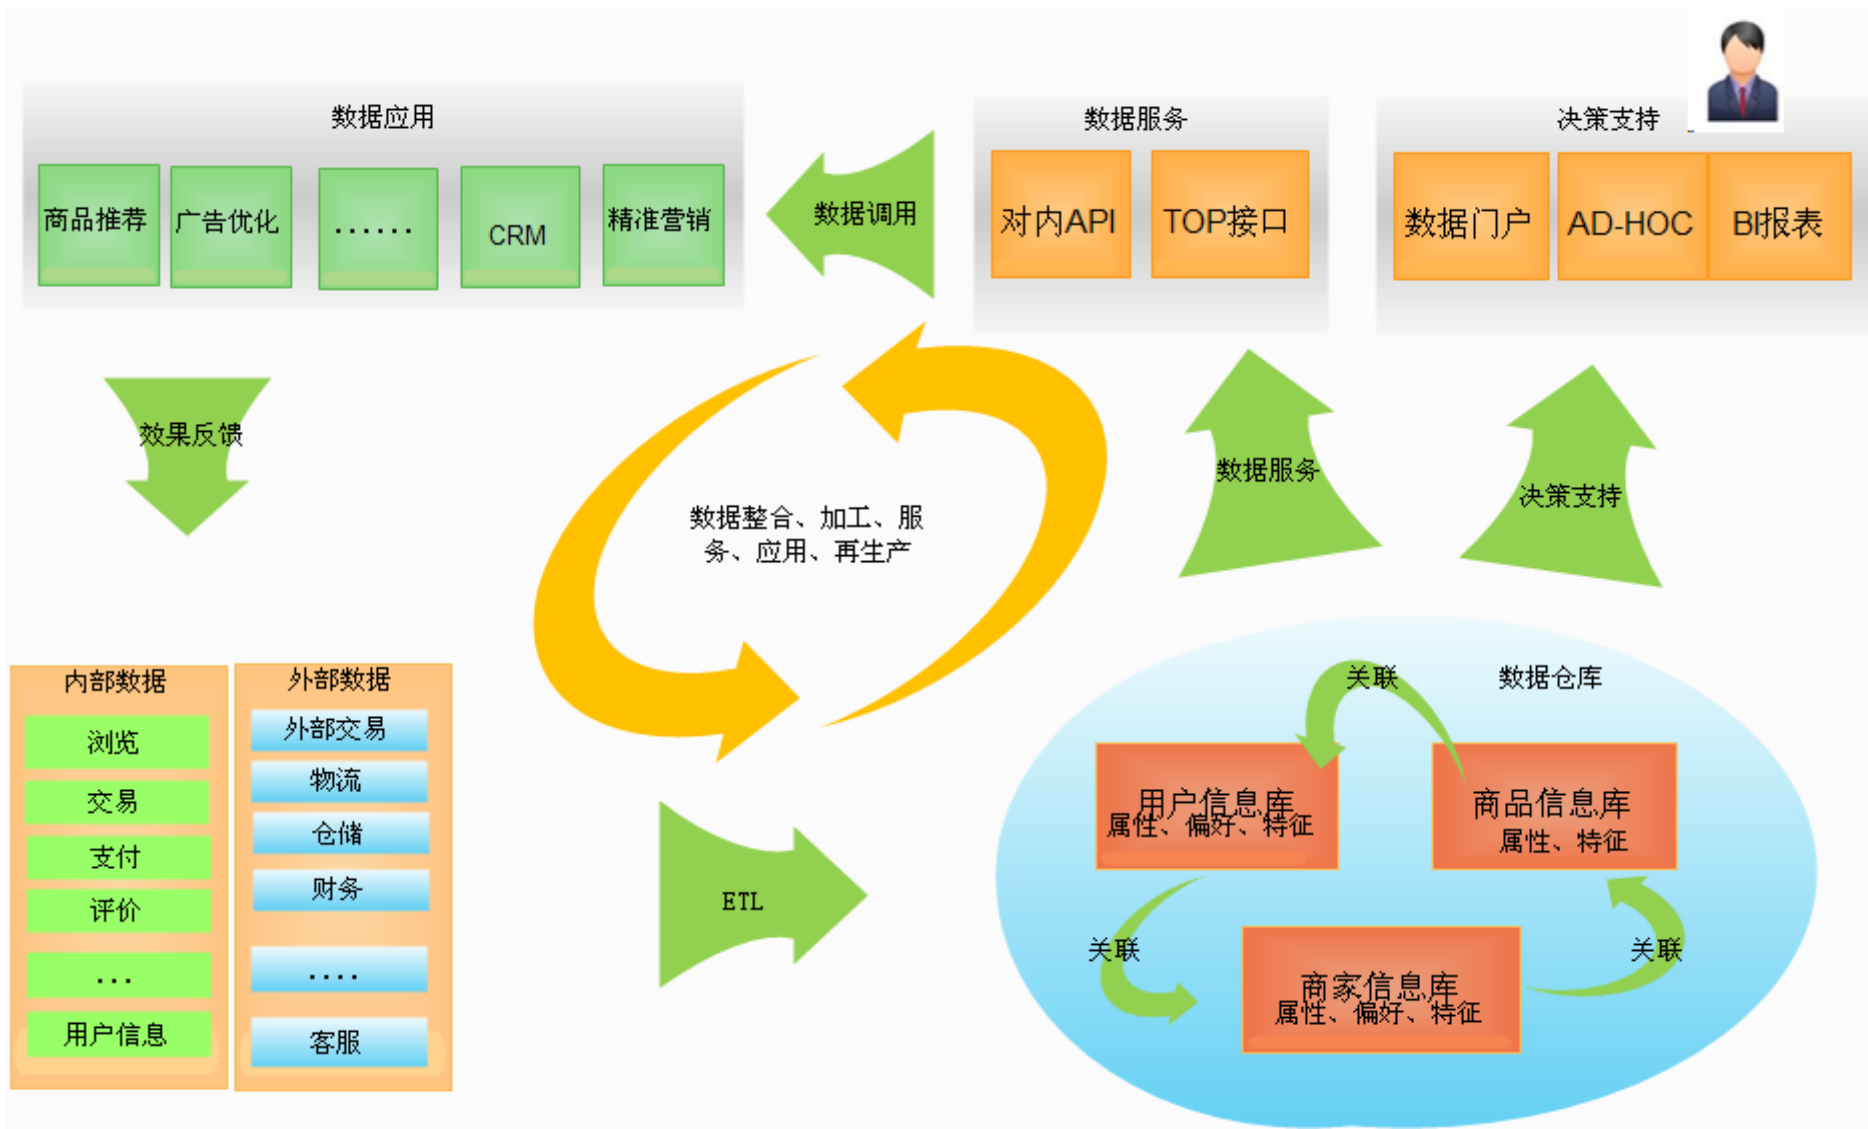 数据应用
商品推荐
广告优化
......
CRM
精准营销
数据调用
数据服务
对内API
TOP接口
决策支持
数据门户
AD-HOC
BI报表
效果反馈
数据整合、加工、服
务、应用、再生产
数据服务
决策支持
内部数据
浏览
交易
支付
评价
...
用户信息
外部数据
外部交易
物流
仓储
财务
....
客服
ETL
数据仓库
关联
用户信息库
属性、偏好、特征
商品信息库
属性、特征
关联
商家信息库
属性、偏好、特征
关联